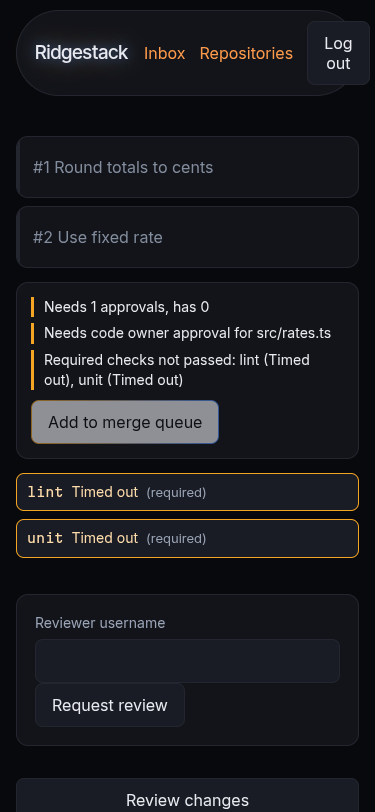 Ridgestack Inbox Repositories Log out
#1 Round totals to cents
#2 Use fixed rate
Needs 1 approvals, has 0
Needs code owner approval for src/rates.ts
Required checks not passed: lint (Timed
out), unit (Timed out)
Add to merge queue
lint Timed out (required)
unit Timed out (required)
Reviewer username
Request review
Review changes